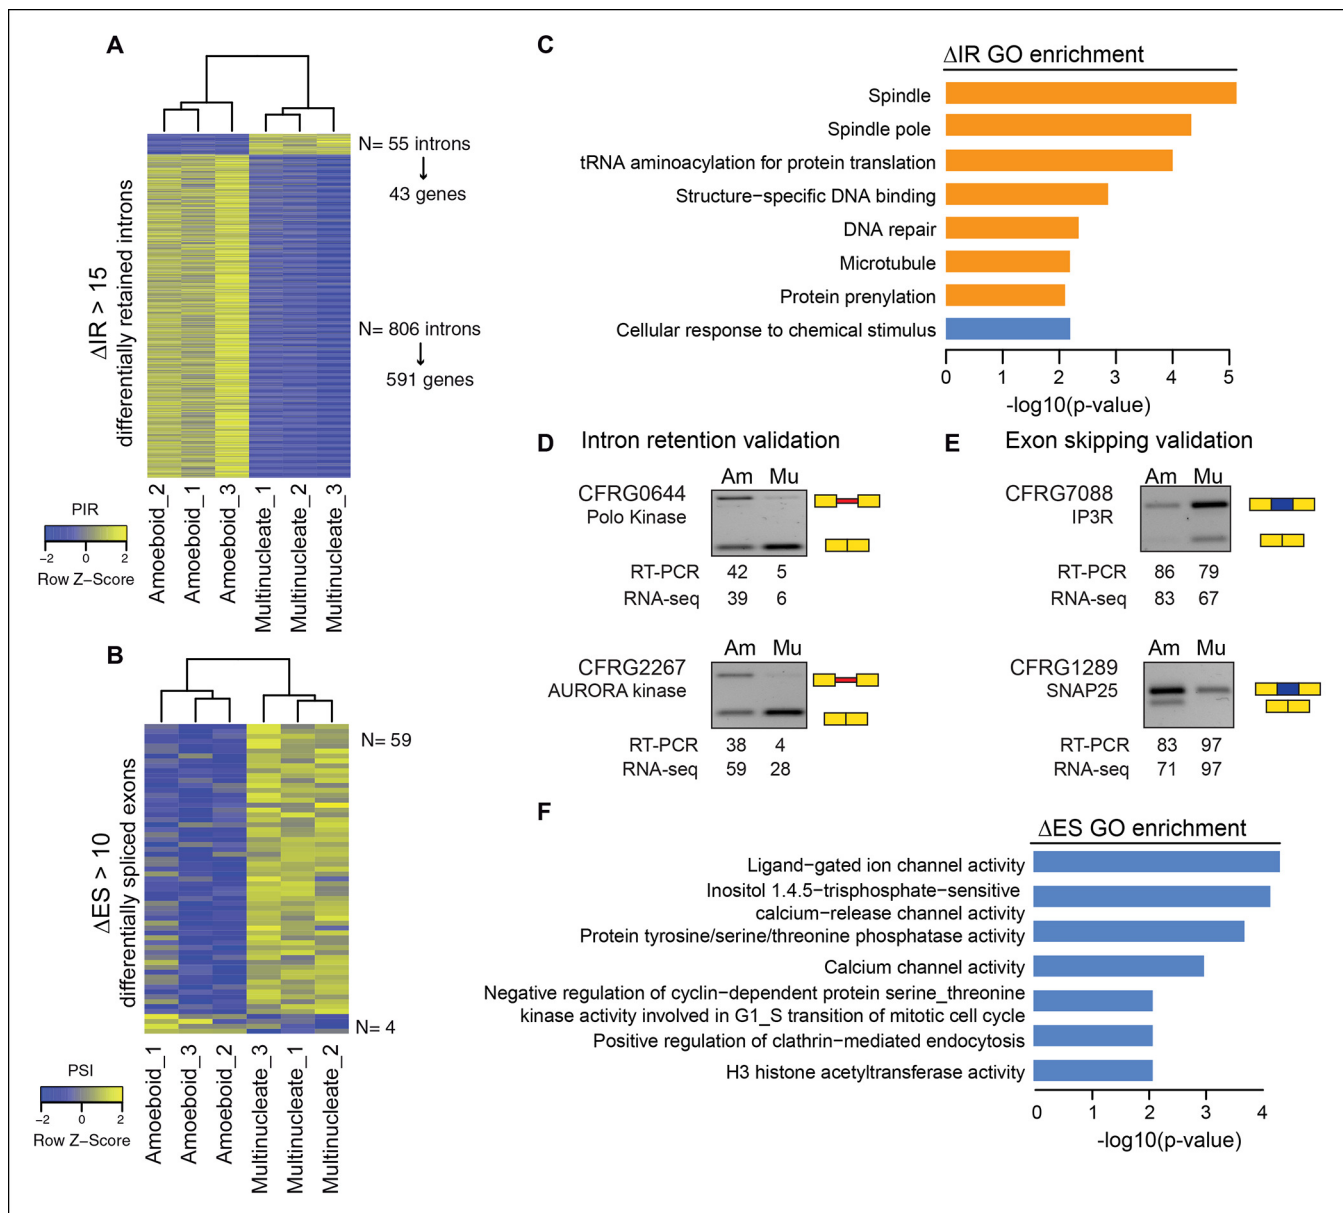 A
N= 55 introns
43 genes
N= 806 introns
591 genes
ΔIR > 15
differentially retained introns
PIR
−2 0 2
Row Z−Score
Amoeboid_2
Amoeboid_1
Amoeboid_3
Multinucleate_1
Multinucleate_2
Multinucleate_3
B
N= 59
N= 4
ΔES > 10
differentially spliced exons
PSI
−2 0 2
Row Z−Score
Amoeboid_1
Amoeboid_3
Amoeboid_2
Multinucleate_3
Multinucleate_1
Multinucleate_2
C
ΔIR GO enrichment
Spindle
Spindle pole
tRNA aminoacylation for protein translation
Structure−specific DNA binding
DNA repair
Microtubule
Protein prenylation
Cellular response to chemical stimulus
0 1 2 3 4 5
-log10(p-value)
D Intron retention validation
Am Mu
CFRG0644
Polo Kinase
RT-PCR 42 5
RNA-seq 39 6
Am Mu
CFRG2267
AURORA kinase
RT-PCR 38 4
RNA-seq 59 28
E Exon skipping validation
Am Mu
CFRG7088
IP3R
RT-PCR 86 79
RNA-seq 83 67
Am Mu
CFRG1289
SNAP25
RT-PCR 83 97
RNA-seq 71 97
F
ΔES GO enrichment
Ligand−gated ion channel activity
Inositol 1.4.5−trisphosphate−sensitive
calcium−release channel activity
Protein tyrosine/serine/threonine phosphatase activity
Calcium channel activity
Negative regulation of cyclin−dependent protein serine_threonine
kinase activity involved in G1_S transition of mitotic cell cycle
Positive regulation of clathrin−mediated endocytosis
H3 histone acetyltransferase activity
0 1 2 3 4
-log10(p-value)